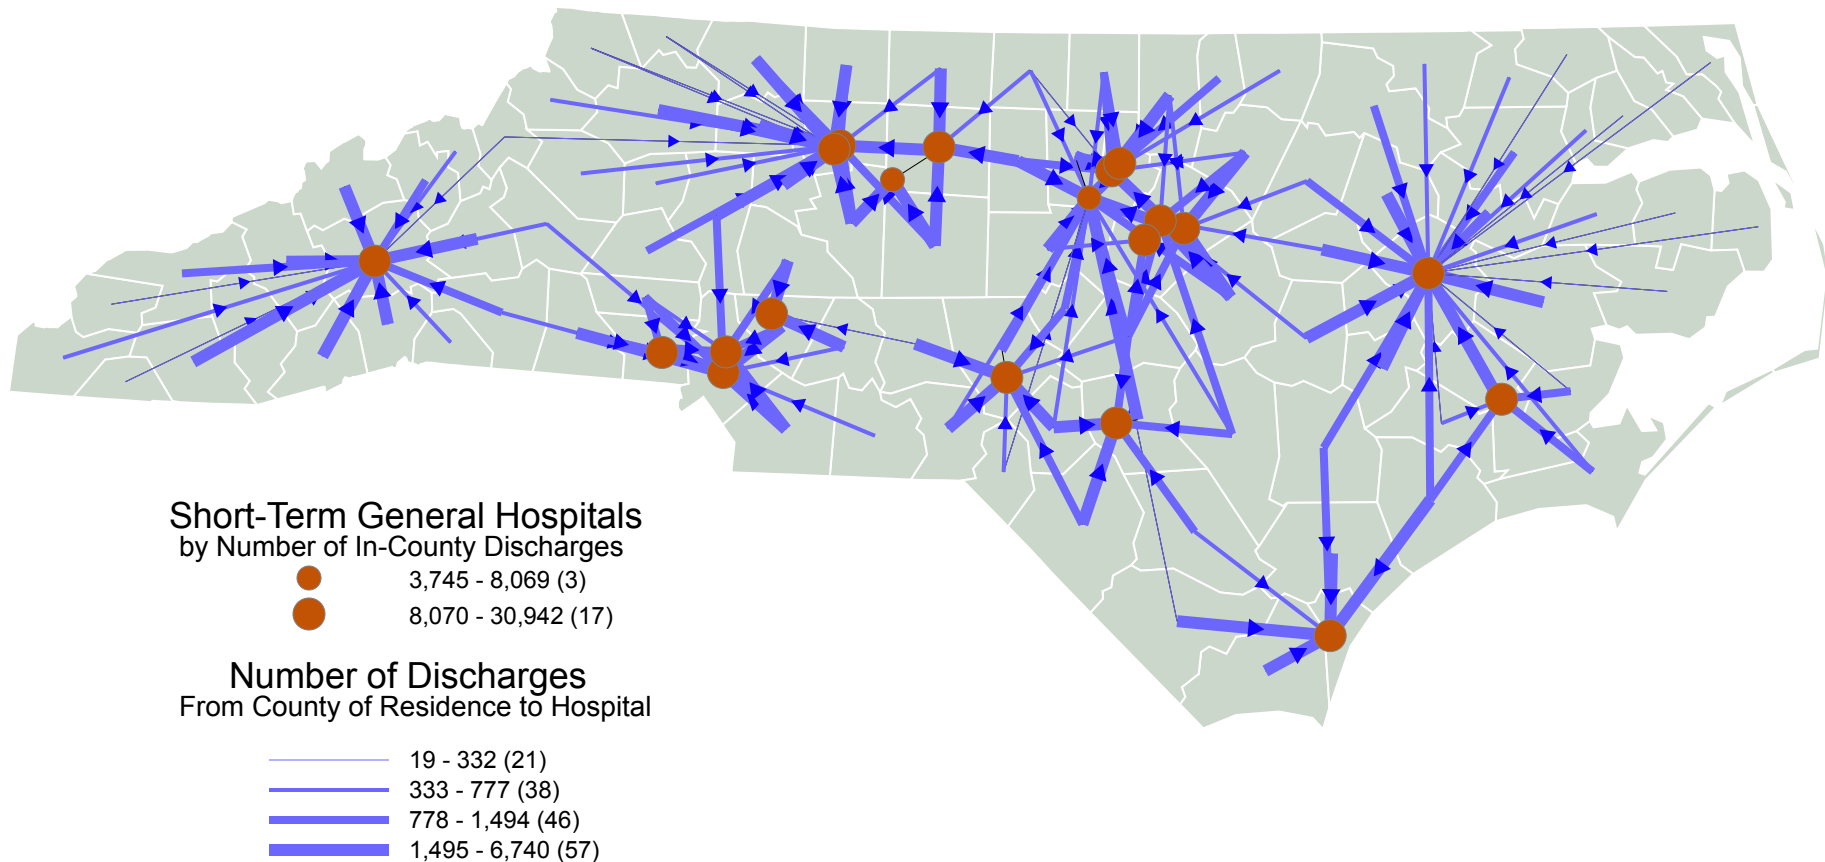 Short-Term General Hospitals
by Number of In-County Discharges
3,745 - 8,069 (3)
8,070 - 30,942 (17)
Number of Discharges
From County of Residence to Hospital
19 - 332 (21)
333 - 777 (38)
778 - 1,494 (46)
1,495 - 6,740 (57)